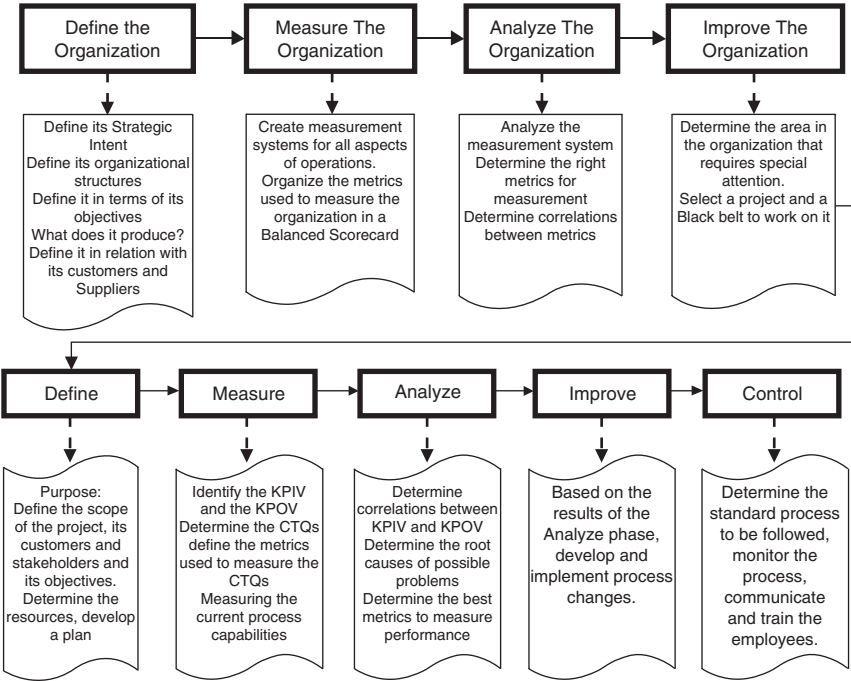 Define the
Organization
Measure The
Organization
Analyze The
Organization
Improve The
Organization
Define its Strategic
Intent
Define its organizational
structures
Define it in terms of its
objectives
What does it produce?
Define it in relation with
its customers and
Suppliers
Create measurement
systems for all aspects
of operations.
Organize the metrics
used to measure the
organization in a
Balanced Scorecard
Analyze the
measurement system
Determine the right
metrics for
measurement
Determine correlations
between metrics
Determine the area in
the organization that
requires special
attention.
Select a project and a
Black belt to work on it
Define
Measure
Analyze
Improve
Control
Purpose:
Define the scope
of the project, its
customers and
stakeholders and
its objectives.
Determine the
resources, develop
a plan
Identify the KPIV
and the KPOV
Determine the CTQs
define the metrics
used to measure the
CTQs
Measuring the
current process
capabilities
Determine
correlations between
KPIV and KPOV
Determine the root
causes of possible
problems
Determine the best
metrics to measure
performance
Based on the
results of the
Analyze phase,
develop and
implement process
changes.
Determine the
standard process
to be followed,
monitor the
process,
communicate
and train the
employees.